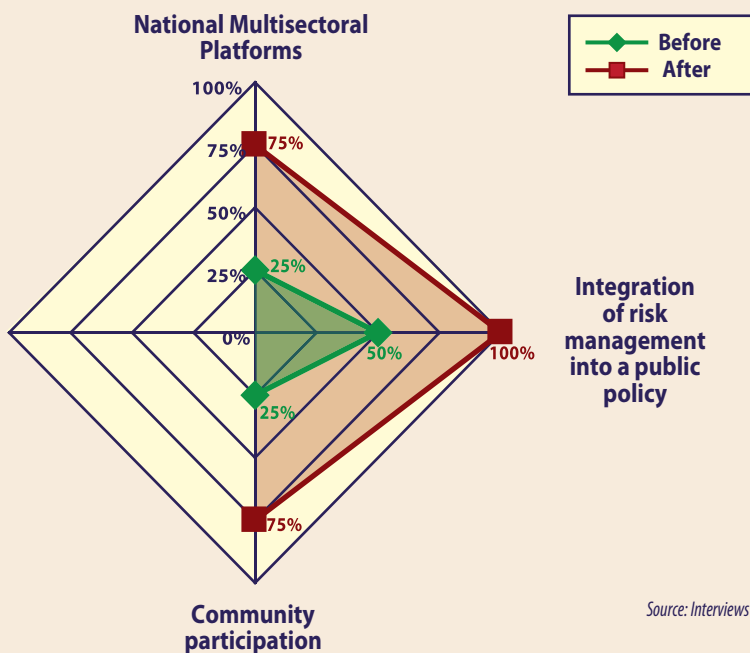 National Multisectoral
Platforms
Before
After
100%
75%
75%
50%
25%
25%
0%
50%
100%
25%
75%
Integration
of risk
management
into a public
policy
Community
participation
Source: Interviews